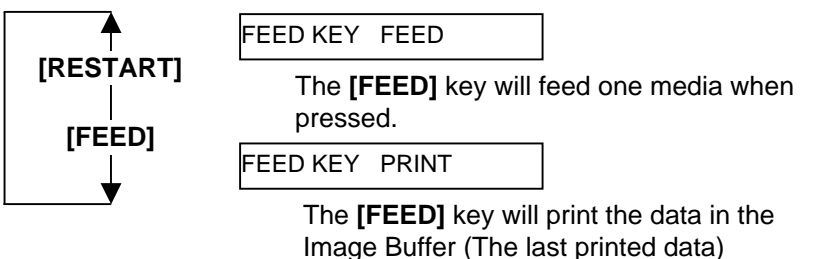 [RESTART]
[FEED]
FEED KEY FEED
The [FEED] key will feed one media when
pressed.
FEED KEY PRINT
The [FEED] key will print the data in the
Image Buffer (The last printed data)